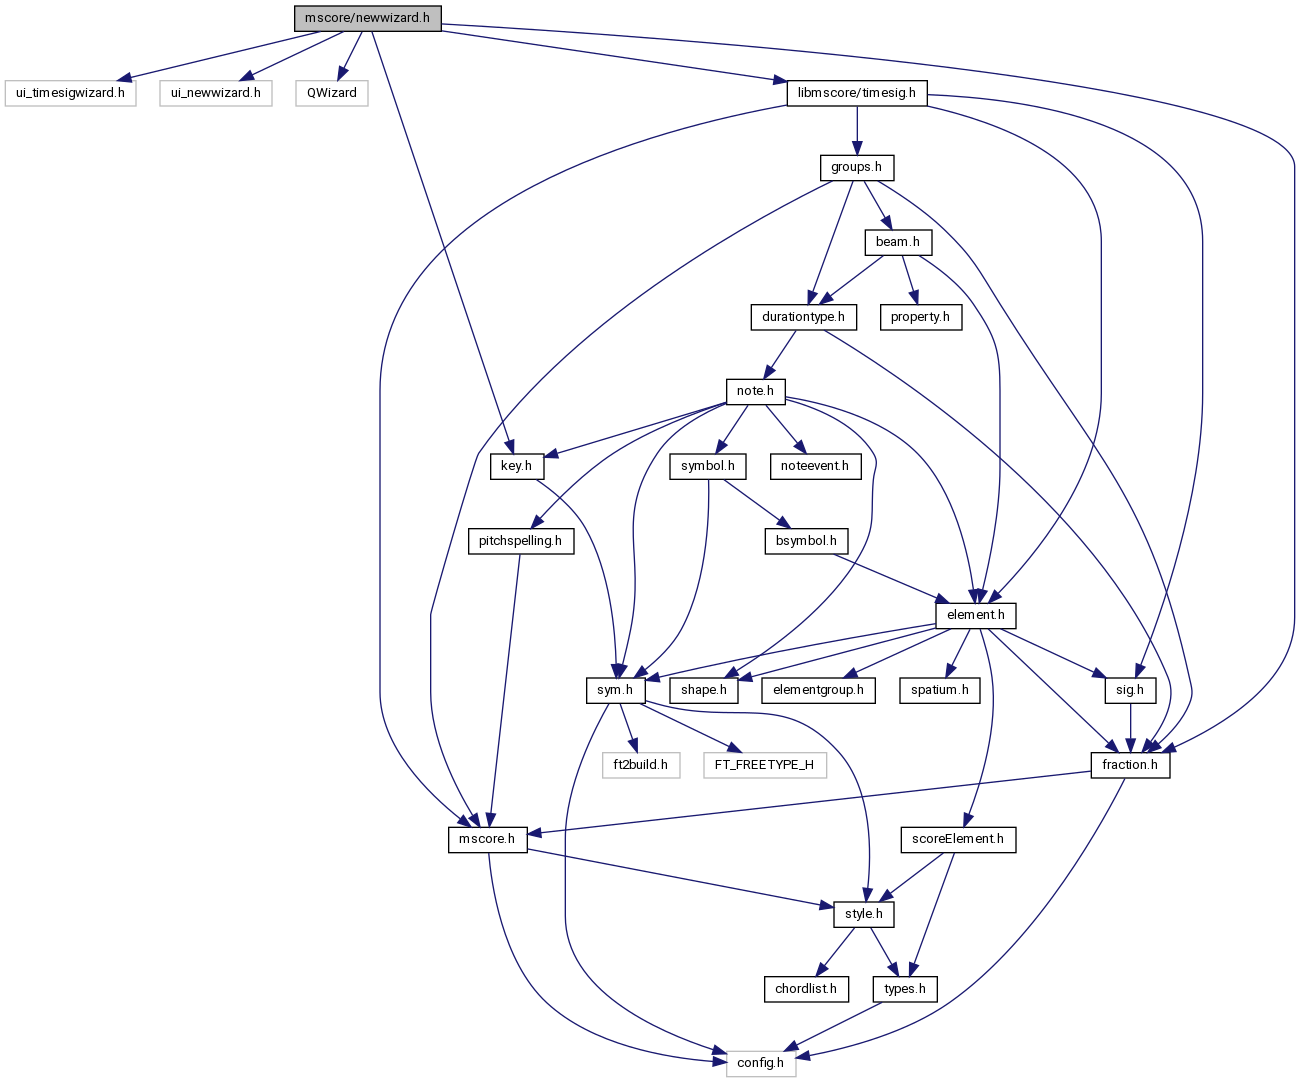 mscore/newwizard.h
ui_timesigwizard.h
ui_newwizard.h
QWizard
libmscore/timesig.h
groups.h
beam.h
durationtype.h
property.h
note.h
key.h
symbol.h
noteevent.h
pitchspelling.h
bsymbol.h
element.h
sym.h
shape.h
elementgroup.h
spatium.h
sig.h
ft2build.h
FT_FREETYPE_H
fraction.h
mscore.h
scoreElement.h
style.h
chordlist.h
types.h
config.h